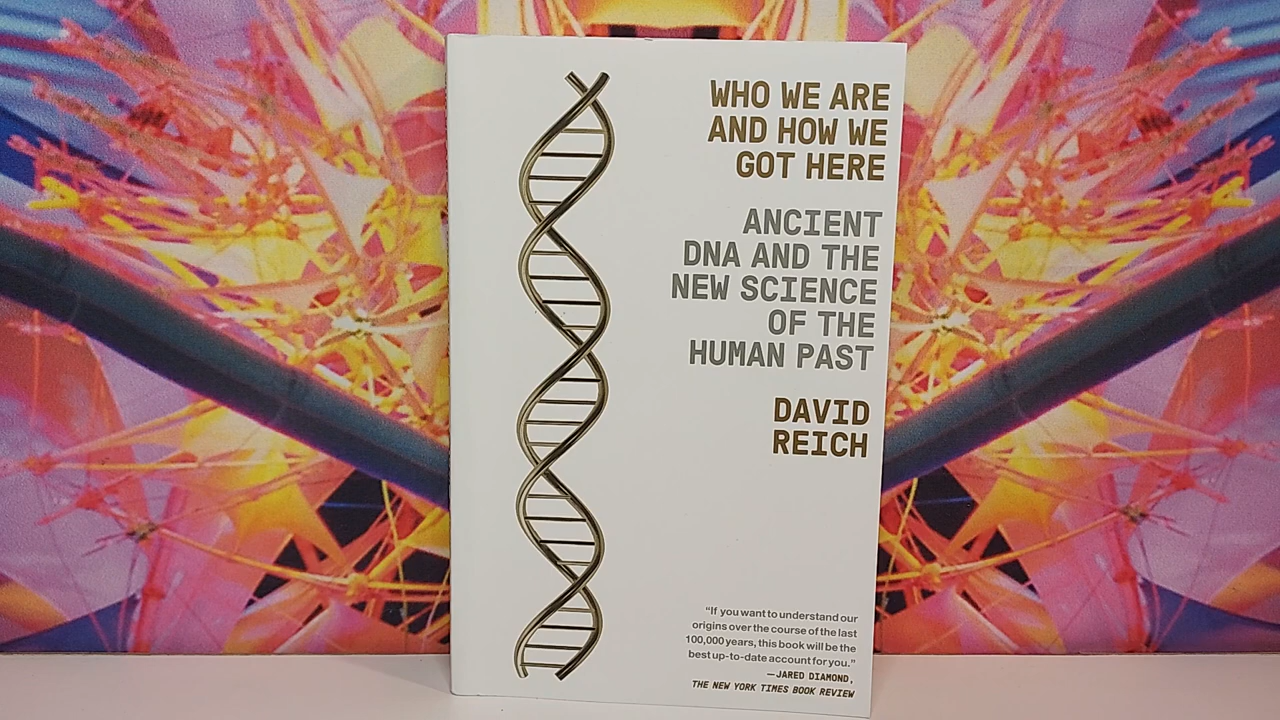 WHO WE ARE
AND HOW WE
GOT HERE
ANCIENT
DNA AND THE
NEW SCIENCE
OF THE
HUMAN PAST
DAVID
REICH
“If you want to understand our
origins over the course of the last
100,000 years, this book will be the
best up-to-date account for you.”
—JARED DIAMOND,
THE NEW YORK TIMES BOOK REVIEW